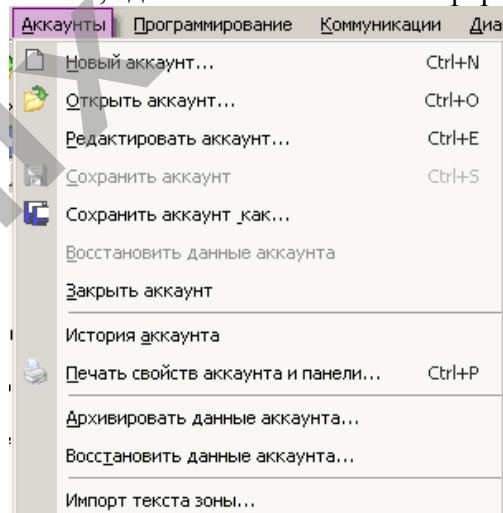 Аккаунты Программирование Коммуникации Диа
Новый аккаунт... Ctrl+N
Открыть аккаунт... Ctrl+O
Редактировать аккаунт... Ctrl+E
Сохранить аккаунт Ctrl+S
Сохранить аккаунт _как...
Восстановить данные аккаунта
Закрыть аккаунт
История аккаунта
Печать свойств аккаунта и панели... Ctrl+P
Архивировать данные аккаунта...
Восстановить данные аккаунта...
Импорт текста зоны...